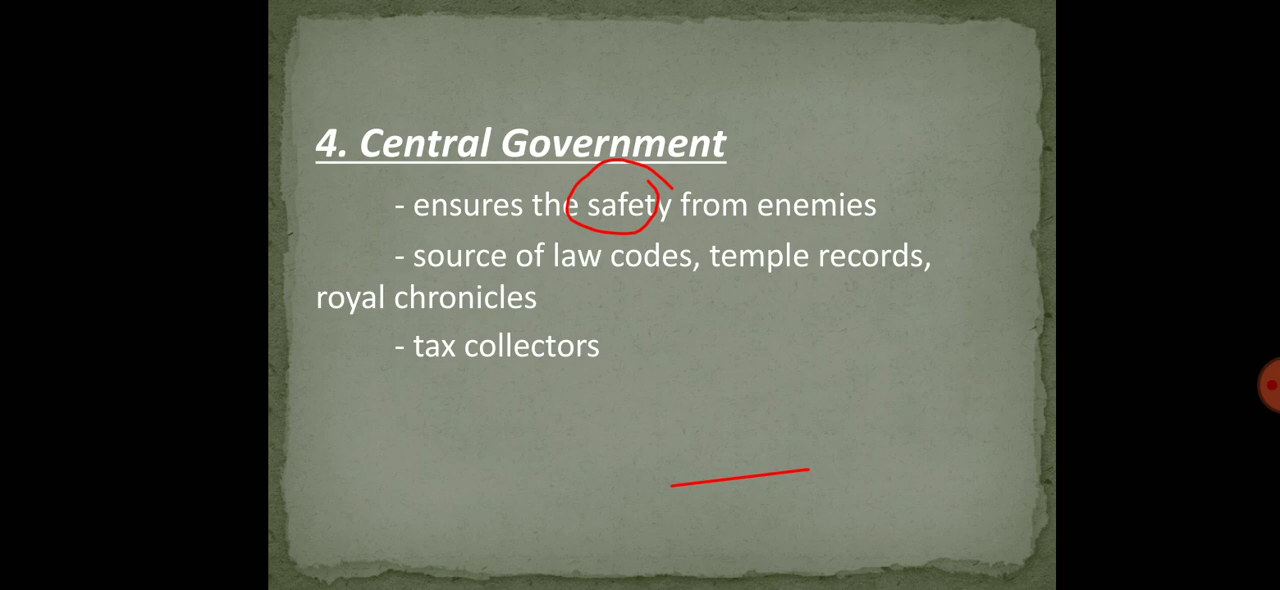 4. Central Government
- ensures the safety from enemies
- source of law codes, temple records,
royal chronicles
- tax collectors